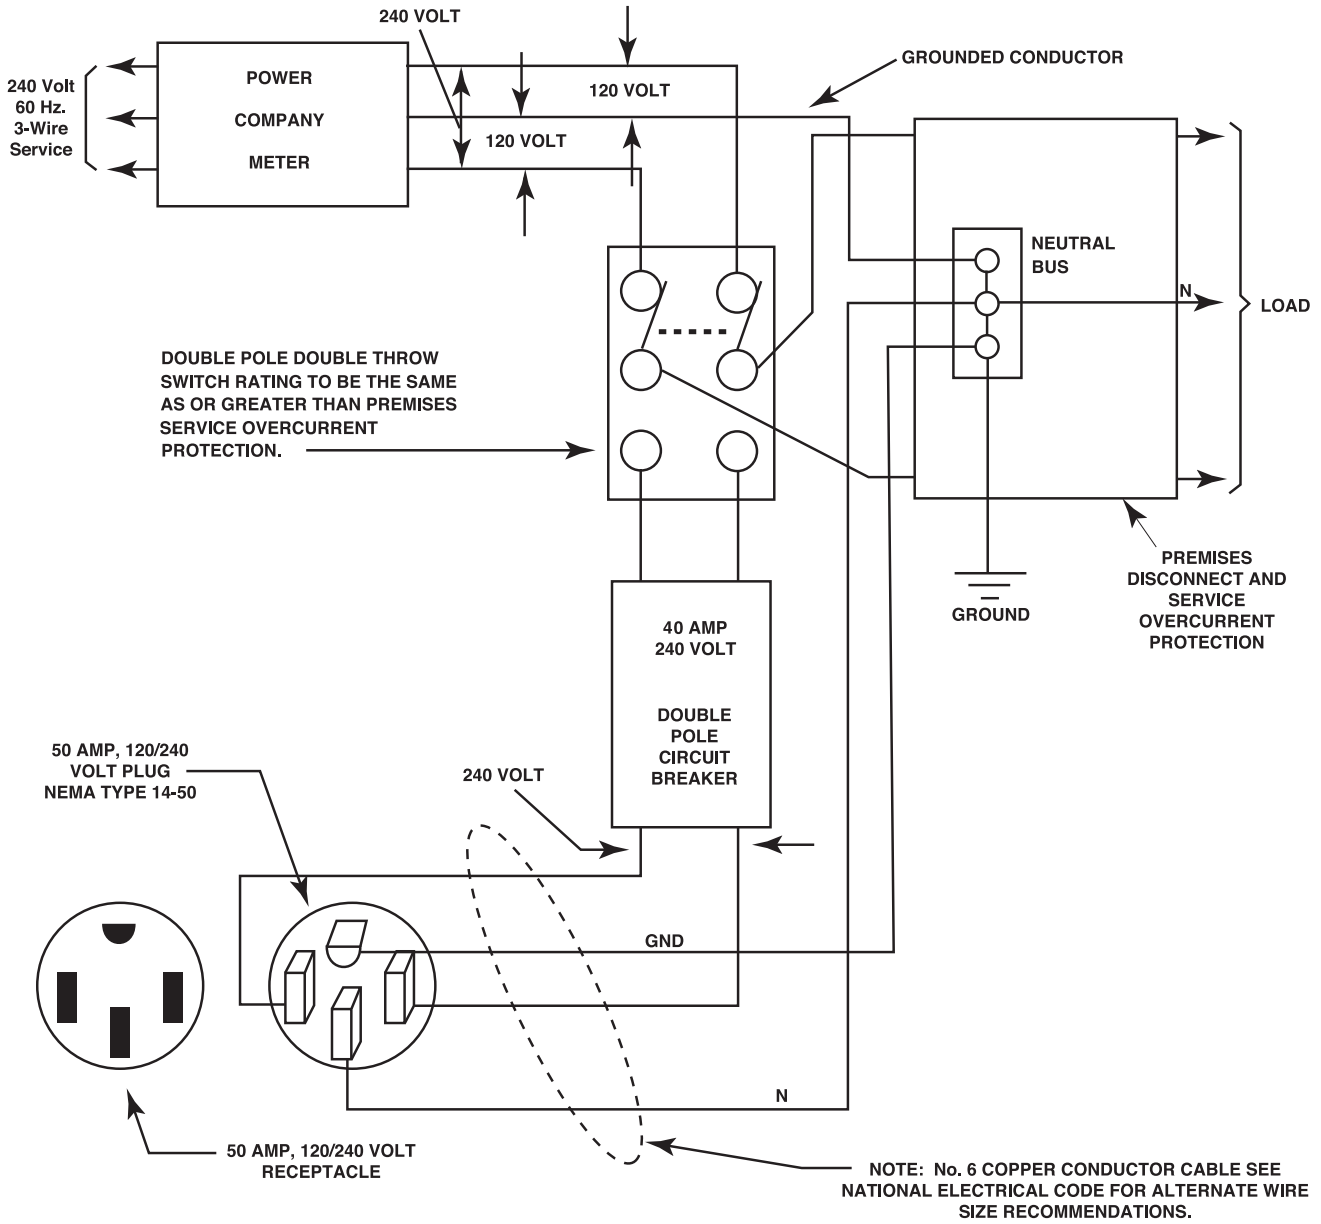 240 VOLT
GROUNDED CONDUCTOR
240 Volt
60 Hz.
3-Wire
Service
POWER
COMPANY
METER
120 VOLT
120 VOLT
NEUTRAL
BUS
N
LOAD
DOUBLE POLE DOUBLE THROW
SWITCH RATING TO BE THE SAME
AS OR GREATER THAN PREMISES
SERVICE OVERCURRENT
PROTECTION.
GROUND
PREMISES
DISCONNECT AND
SERVICE
OVERCURRENT
PROTECTION
40 AMP
240 VOLT
DOUBLE
POLE
CIRCUIT
BREAKER
50 AMP, 120/240
VOLT PLUG
NEMA TYPE 14-50
240 VOLT
GND
N
50 AMP, 120/240 VOLT
RECEPTACLE
NOTE: No. 6 COPPER CONDUCTOR CABLE SEE
NATIONAL ELECTRICAL CODE FOR ALTERNATE WIRE
SIZE RECOMMENDATIONS.